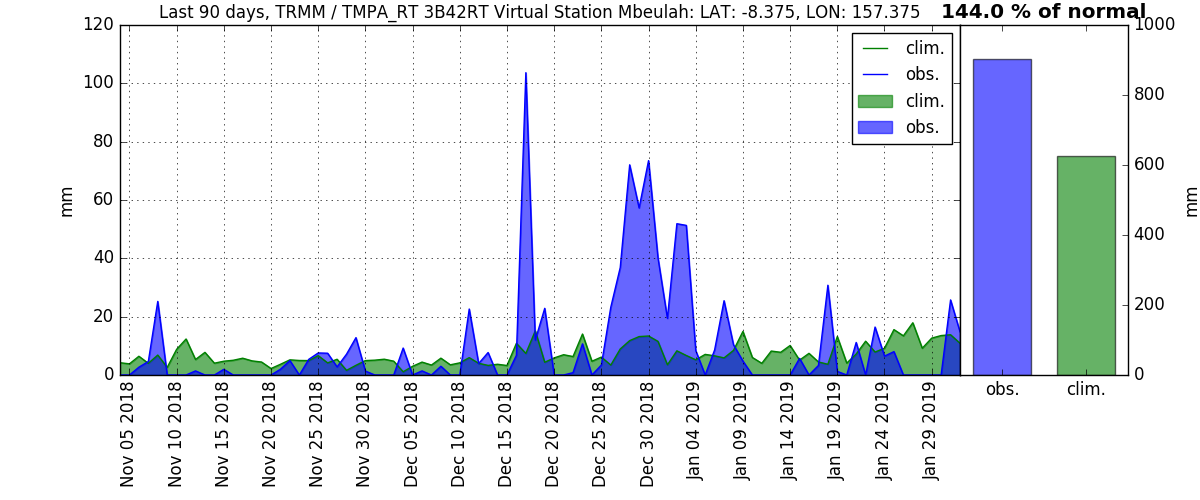 Last 90 days, TRMM / TMPA_RT 3B42RT Virtual Station Mbeulah: LAT: -8.375, LON: 157.375
144.0 % of normal
120
100
80
60
40
20
0
mm
clim.
obs.
clim.
obs.
1000
800
600
400
200
0
mm
Nov 05 2018
Nov 10 2018
Nov 15 2018
Nov 20 2018
Nov 25 2018
Nov 30 2018
Dec 05 2018
Dec 10 2018
Dec 15 2018
Dec 20 2018
Dec 25 2018
Dec 30 2018
Jan 04 2019
Jan 09 2019
Jan 14 2019
Jan 19 2019
Jan 24 2019
Jan 29 2019
obs.
clim.